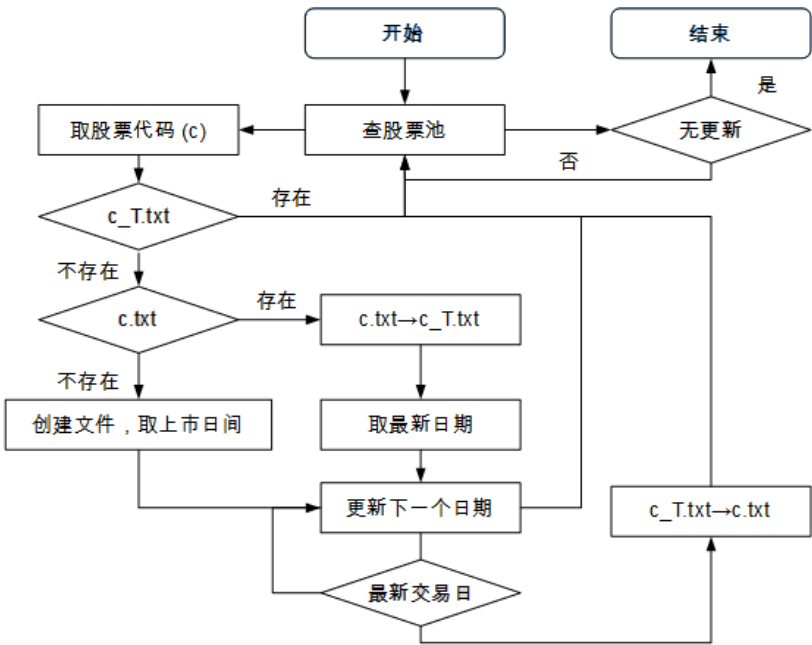 开始
结束
是
取股票代码 (c)
查股票池
无更新
否
存在
c_T.txt
不存在
存在
c.txt
c.txt→c_T.txt
不存在
创建文件，取上市日间
取最新日期
更新下一个日期
c_T.txt→c.txt
最新交易日